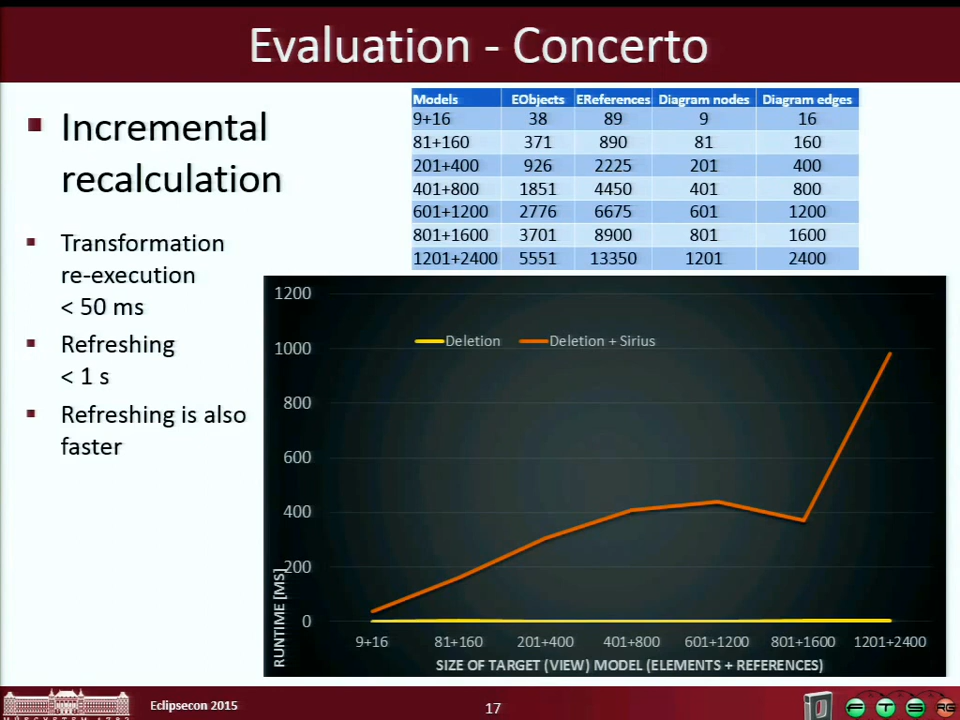 Evaluation - Concerto
Incremental
recalculation
Transformation
re-execution
< 50 ms
Refreshing
< 1 s
Refreshing is also
faster
Models EObjects EReferences Diagram nodes Diagram edges
9+16 38 89 9 16
81+160 371 890 81 160
201+400 926 2225 201 400
401+800 1851 4450 401 800
601+1200 2776 6675 601 1200
801+1600 3701 8900 801 1600
1201+2400 5551 13350 1201 2400
1200
1000
800
600
400
200
0
Deletion Deletion + Sirius
RUNTIME [MS]
9+16 81+160 201+400 401+800 601+1200 801+1600 1201+2400
SIZE OF TARGET (VIEW) MODEL (ELEMENTS + REFERENCES)
MŰEGYETEM 1782
Eclipsecon 2015
17
F T S RG